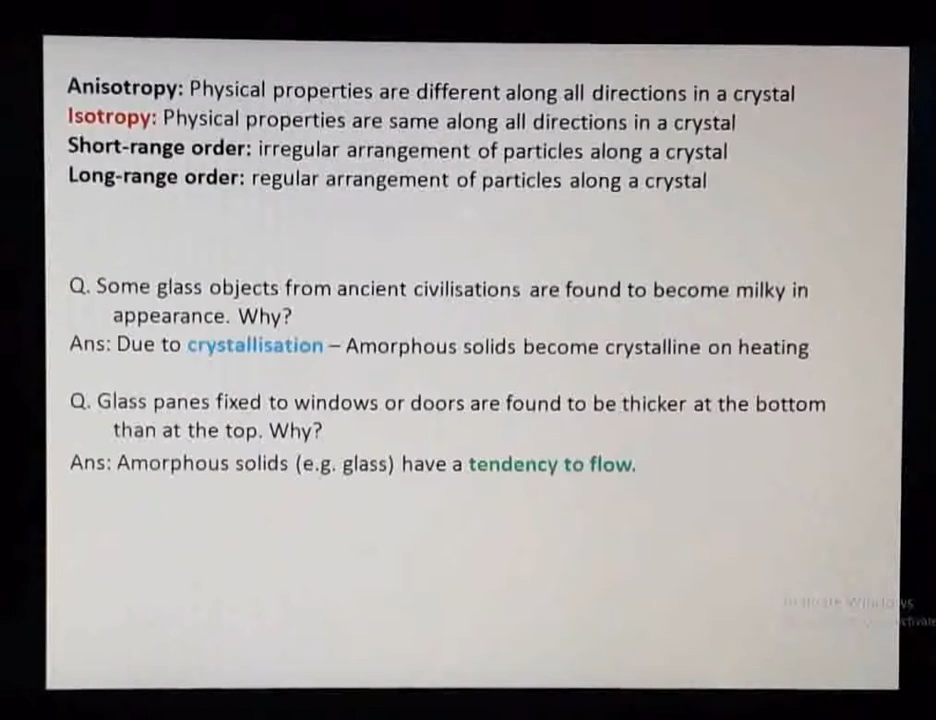 Anisotropy: Physical properties are different along all directions in a crystal
Isotropy: Physical properties are same along all directions in a crystal
Short-range order: irregular arrangement of particles along a crystal
Long-range order: regular arrangement of particles along a crystal
Q. Some glass objects from ancient civilisations are found to become milky in
appearance. Why?
Ans: Due to crystallisation – Amorphous solids become crystalline on heating
Q. Glass panes fixed to windows or doors are found to be thicker at the bottom
than at the top. Why?
Ans: Amorphous solids (e.g. glass) have a tendency to flow.
Windows